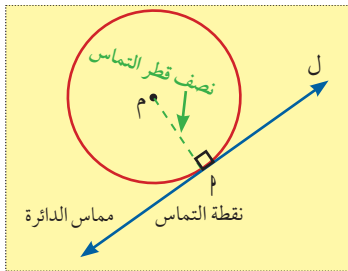 نصف قطر التماس
ل
م
أ
نقطة التماس
مماس الدائرة